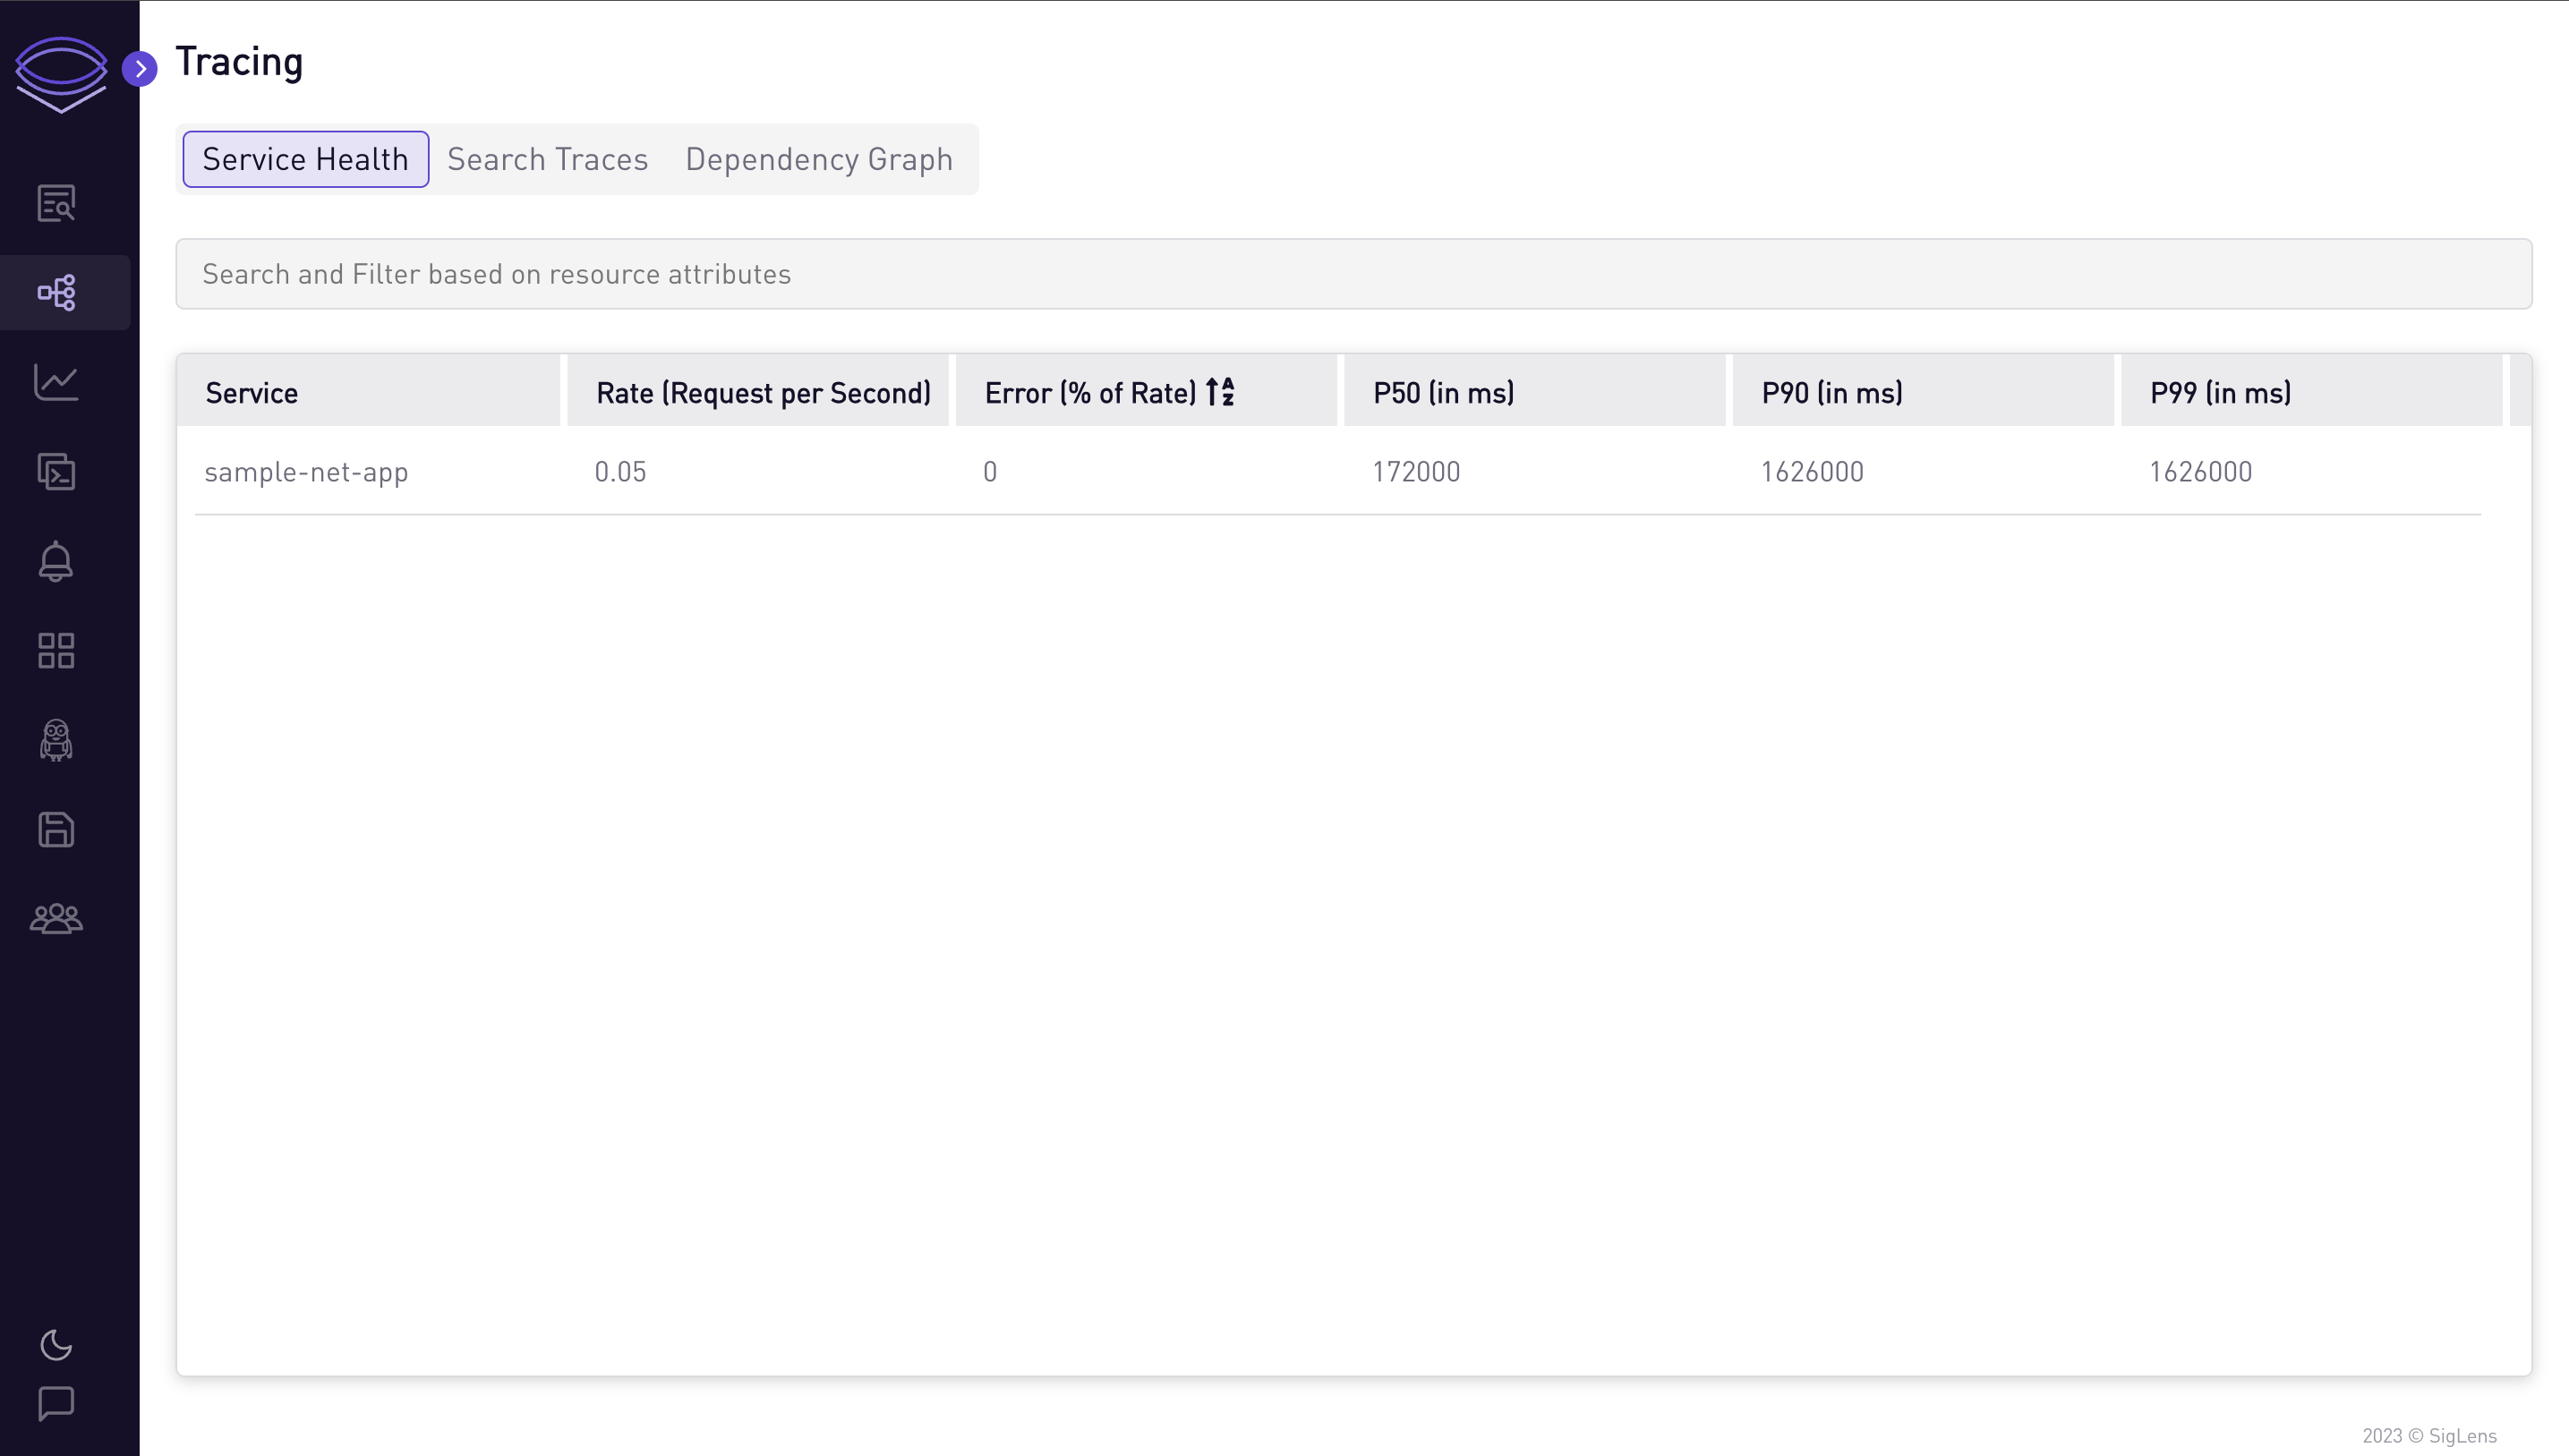 Tracing
Service Health Search Traces Dependency Graph
Search and Filter based on resource attributes
Service Rate (Request per Second) Error (% of Rate) P50 (in ms) P90 (in ms) P99 (in ms)
sample-net-app 0.05 0 172000 1626000 1626000
2023 © SigLens